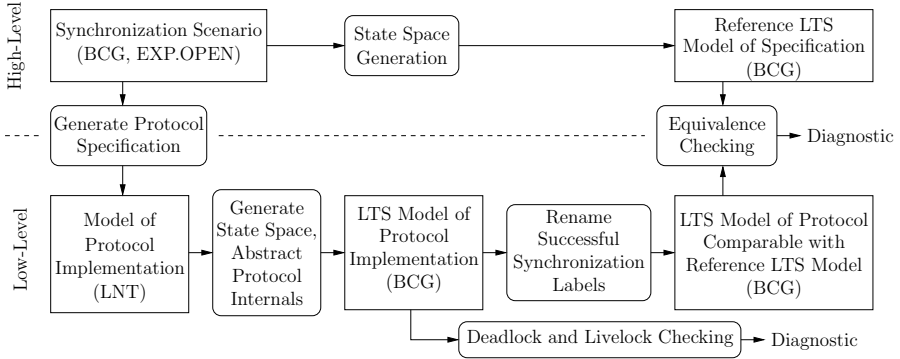 High-Level
Synchronization Scenario
(BCG, EXP.OPEN)
State Space
Generation
Reference LTS
Model of Specification
(BCG)
Generate Protocol
Specification
Equivalence
Checking
Diagnostic
Low-Level
Model of
Protocol
Implementation
(LNT)
Generate
State Space,
Abstract
Protocol
Internals
LTS Model of
Protocol
Implementation
(BCG)
Rename
Successful
Synchronization
Labels
LTS Model of Protocol
Comparable with
Reference LTS Model
(BCG)
Deadlock and Livelock Checking
Diagnostic